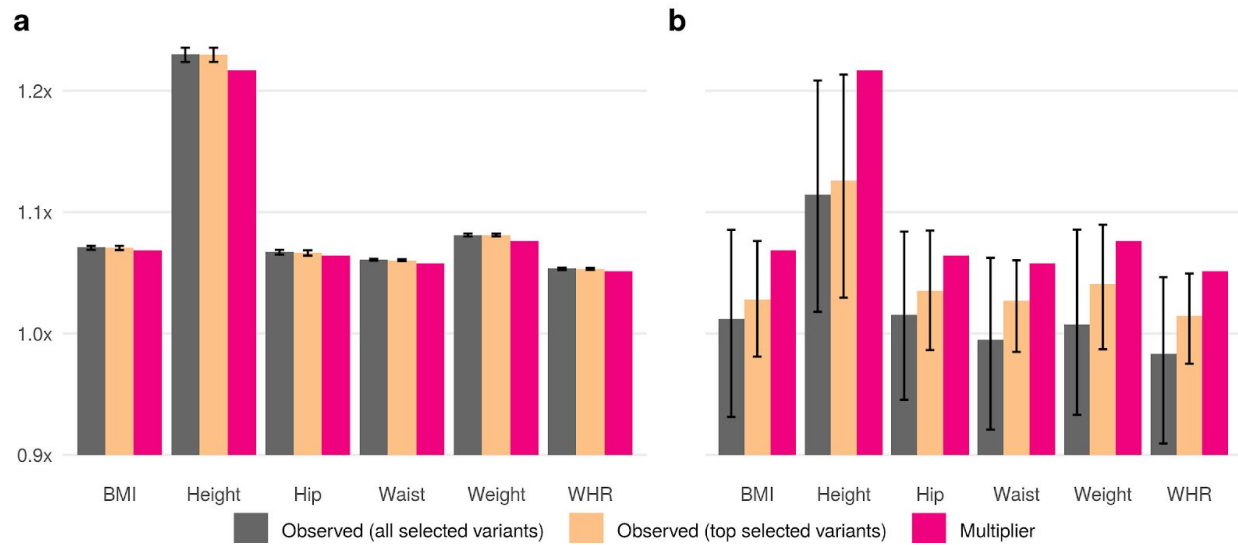 a
b
1.2x
1.1x
1.0x
0.9x
BMI Height Hip Waist Weight WHR
BMI Height Hip Waist Weight WHR
Observed (all selected variants) Observed (top selected variants) Multiplier